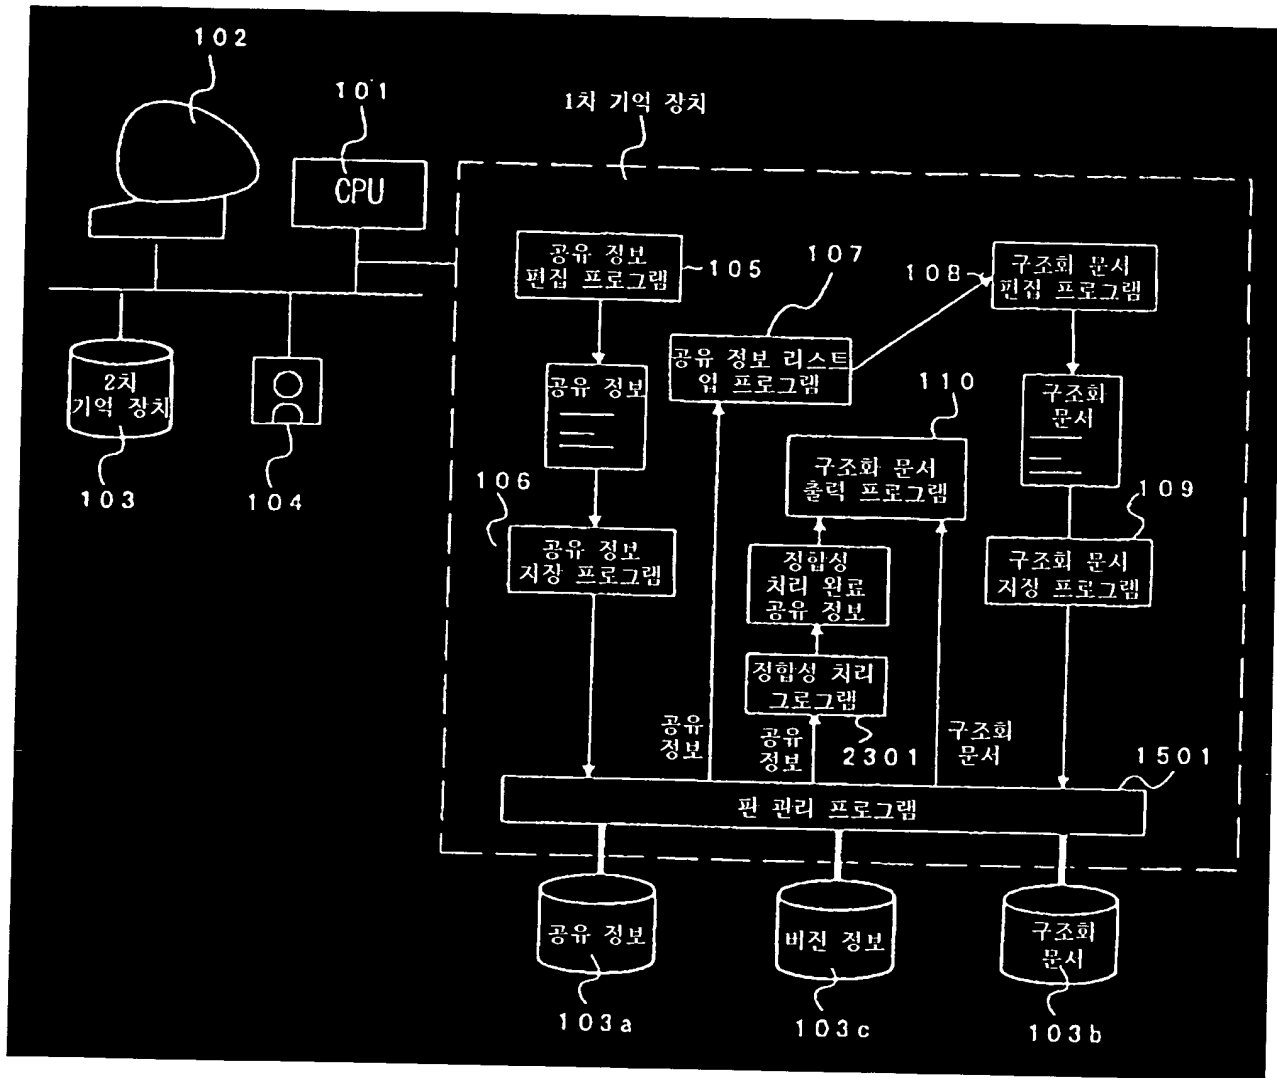 102
101
1차 기억 장치
CPU
공유 정보
편집 프로그램
105
107
108
구조화 문서
편집 프로그램
2차
기억 장치
공유 정보
공유 정보 리스트
업 프로그램
110
구조화
문서
103
104
106
구조화 문서
출력 프로그램
109
공유 정보
저장 프로그램
정합성
처리 완료
공유 정보
구조화 문서
저장 프로그램
정합성 처리
그로그램
공유
정보
공유
정보
2301
구조화
문서
1501
판 관리 프로그램
공유 정보
버전 정보
구조화
문서
103a
103c
103b